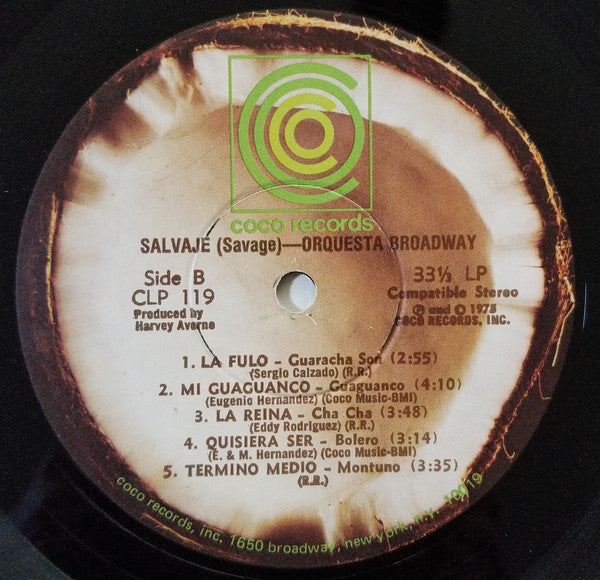 coco records
SALVAJE (Savage)—ORQUESTA BROADWAY
Side B
CLP 119
Produced by
Harvey Averne
33⅓ LP
Compatible Stereo
℗ and © 1975
COCO RECORDS, INC.
1. LA FULO - Guaracha Son (2:55)
(Sergio Calzado) (R.R.)
2. MI GUAGUANCO - Guaguanco (4:10)
(Eugenio Hernandez) (Coco Music-BMI)
3. LA REINA - Cha Cha (3:48)
(Eddy Rodriguez) (R.R.)
4. QUISIERA SER - Bolero (3:14)
(E. & M. Hernandez) (Coco Music-BMI)
5. TERMINO MEDIO - Montuno (3:35)
(R.R.)
coco records, inc. 1650 broadway, new york, n.y. 10019